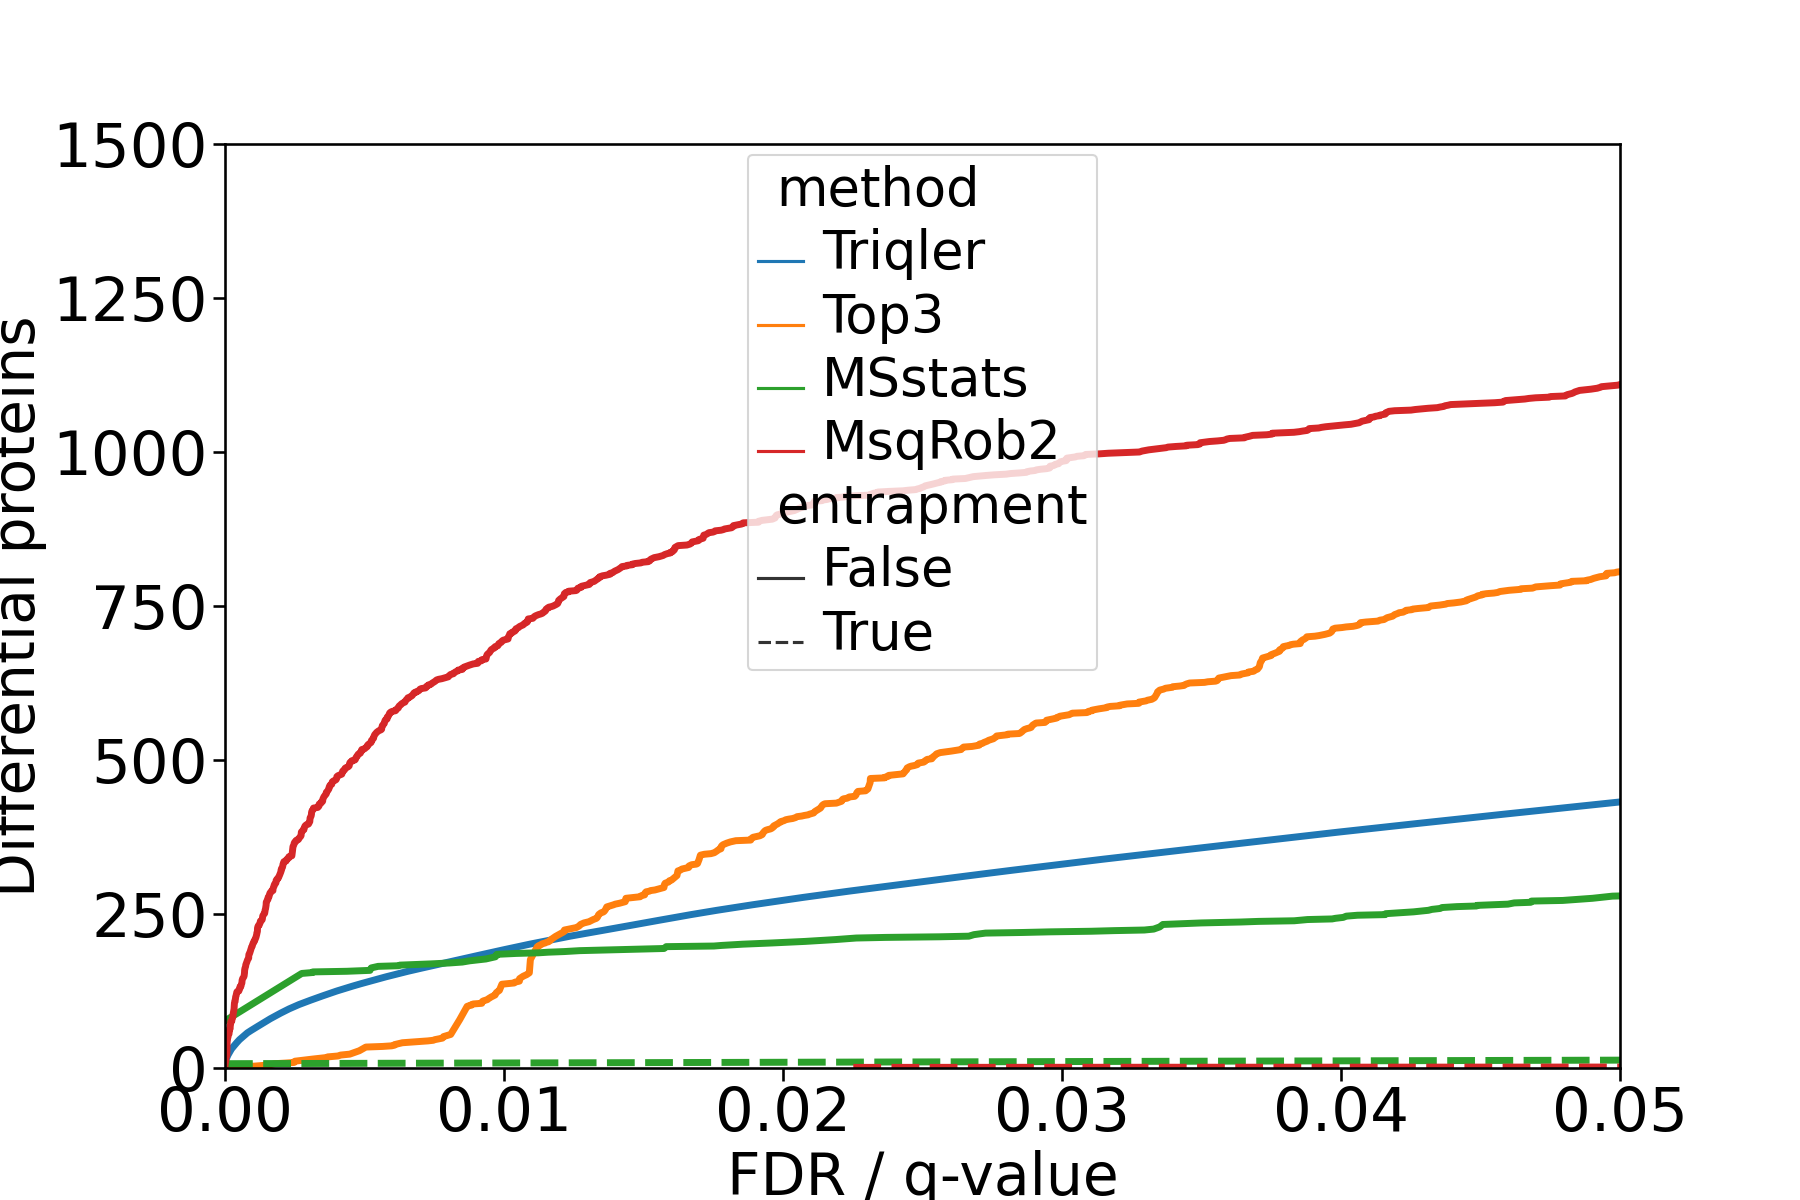 1500
1250
1000
750
500
250
0
Differential proteins
method
Triqler
Top3
MSstats
MsqRob2
entrapment
False
True
0.00
0.01
0.02
0.03
0.04
0.05
FDR / q-value